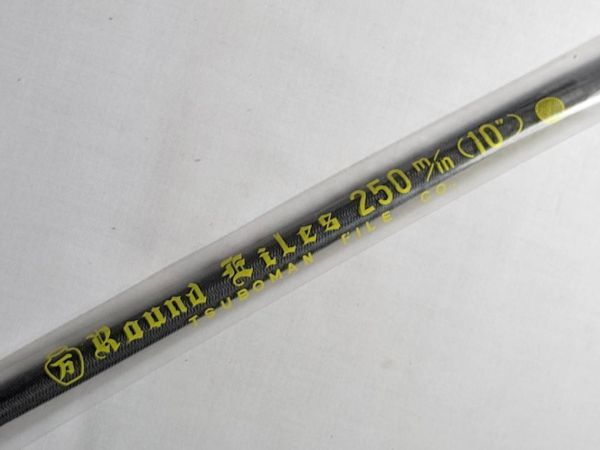 万 Round Files 250 m/m (10")
TSUBOMAN FILE CO.